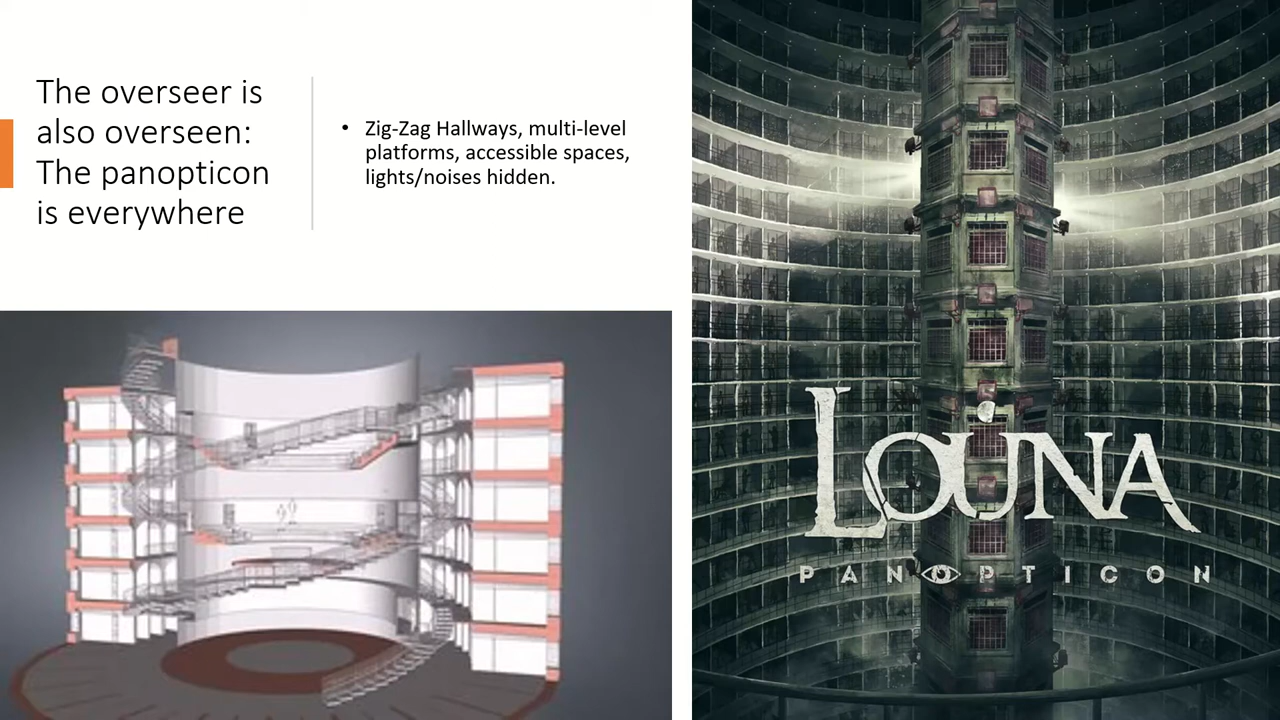 The overseer is
also overseen:
The panopticon
is everywhere
• Zig-Zag Hallways, multi-level
platforms, accessible spaces,
lights/noises hidden.
LOUNA
PANOPTICON